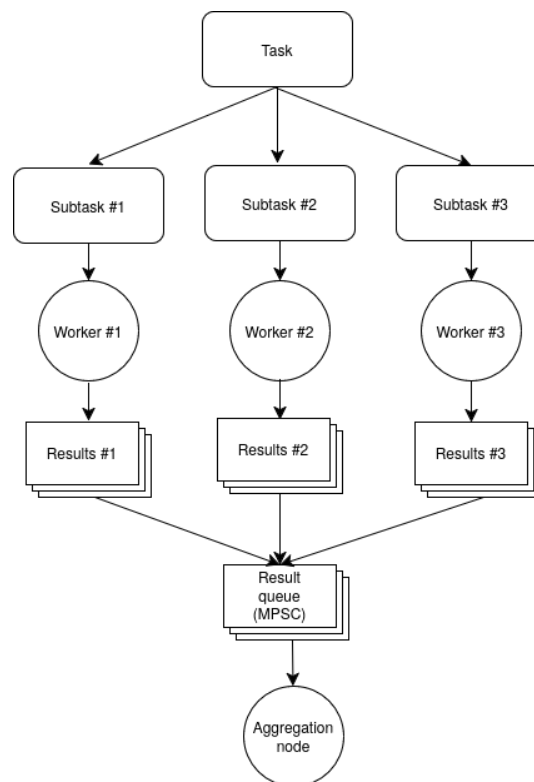 Task
Subtask #1
Subtask #2
Subtask #3
Worker #1
Worker #2
Worker #3
Results #1
Results #2
Results #3
Result
queue
(MPSC)
Aggregation
node